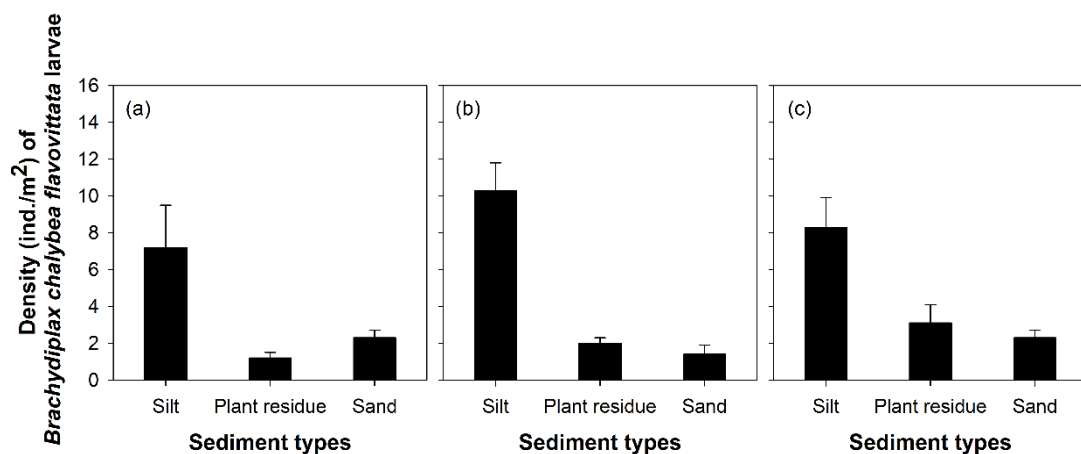 Density (ind./m2) of
Brachydiplax chalybea flavovittata larvae
16
14
12
10
8
6
4
2
0
(a)
(b)
(c)
Silt Plant residue Sand
Silt Plant residue Sand
Silt Plant residue Sand
Sediment types
Sediment types
Sediment types